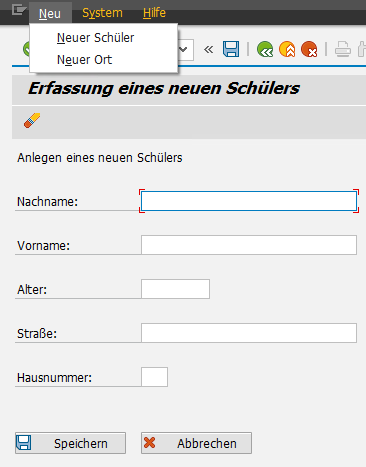 Neu System Hilfe
Neuer Schüler
Neuer Ort
Erfassung eines neuen Schülers
Anlegen eines neuen Schülers
Nachname:
Vorname:
Alter:
Straße:
Hausnummer:
Speichern Abbrechen